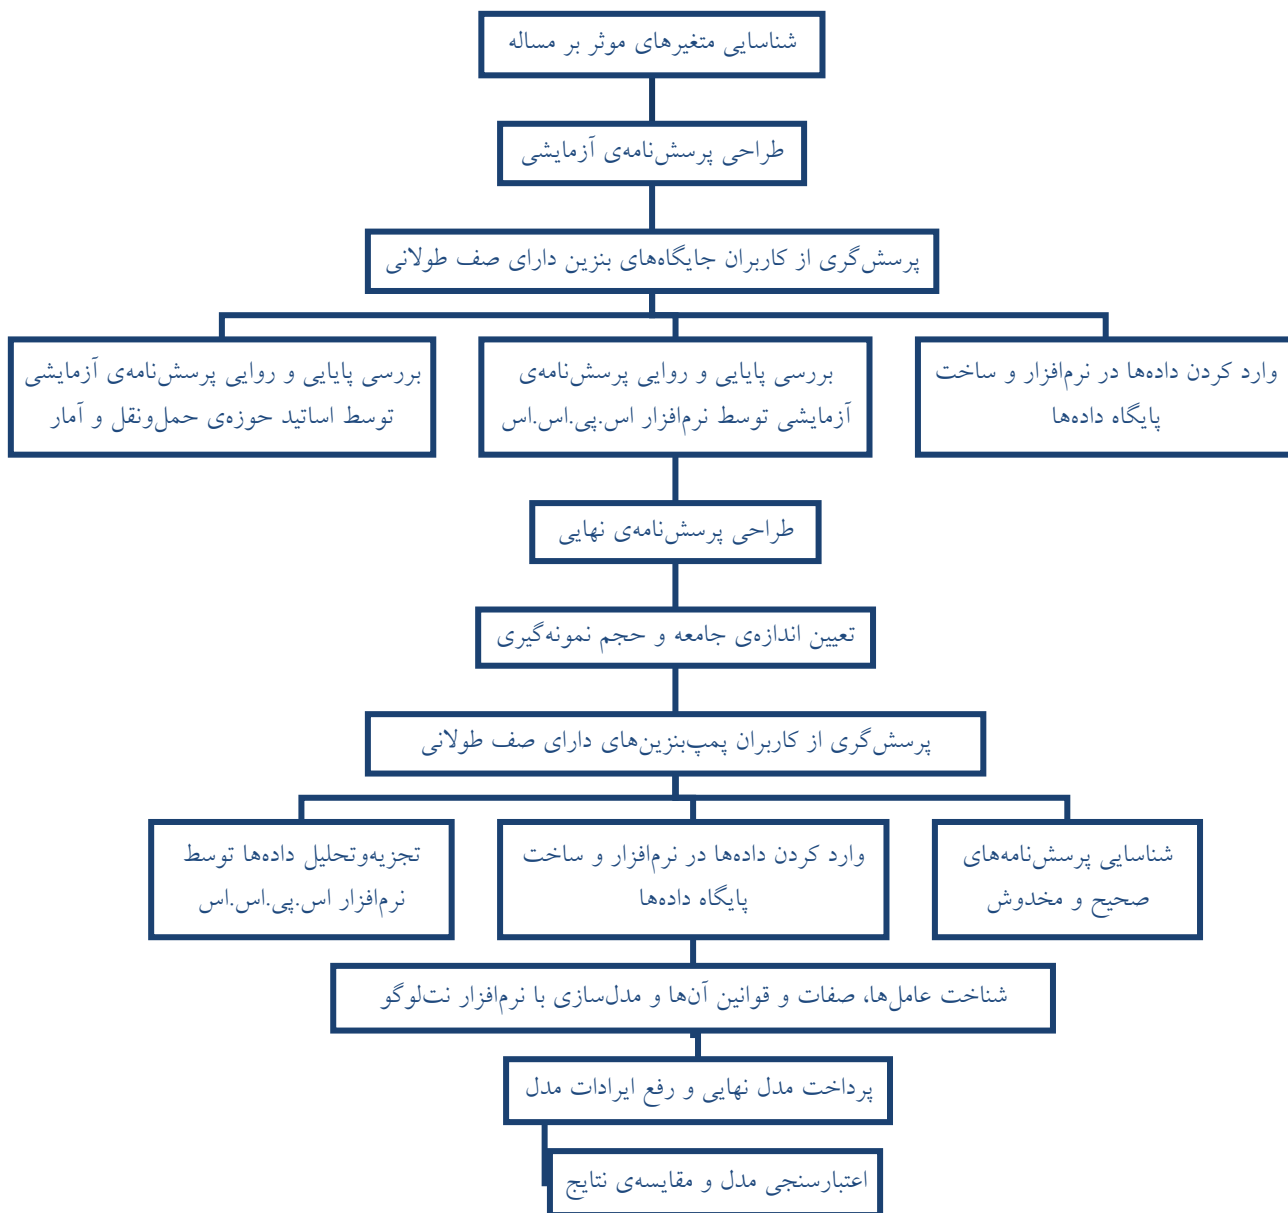 شناسایی متغیرهای موثر بر مساله
طراحی پرسش‌نامه‌ی آزمایشی
پرسش‌گری از کاربران جایگاه‌های بنزین دارای صف طولانی
وارد کردن داده‌ها در نرم‌افزار و ساخت
پایگاه داده‌ها
بررسی پایایی و روایی پرسش‌نامه‌ی
آزمایشی توسط نرم‌افزار اس.پی.اس.اس
بررسی پایایی و روایی پرسش‌نامه‌ی آزمایشی
توسط اساتید حوزه‌ی حمل‌ونقل و آمار
طراحی پرسش‌نامه‌ی نهایی
تعیین اندازه‌ی جامعه و حجم نمونه‌گیری
پرسش‌گری از کاربران پمپ‌بنزین‌های دارای صف طولانی
شناسایی پرسش‌نامه‌های
صحیح و مخدوش
وارد کردن داده‌ها در نرم‌افزار و ساخت
پایگاه داده‌ها
تجزیه‌وتحلیل داده‌ها توسط
نرم‌افزار اس.پی.اس.اس
شناخت عامل‌ها، صفات و قوانین آن‌ها و مدل‌سازی با نرم‌افزار نت‌لوگو
پرداخت مدل نهایی و رفع ایرادات مدل
اعتبارسنجی مدل و مقایسه‌ی نتایج